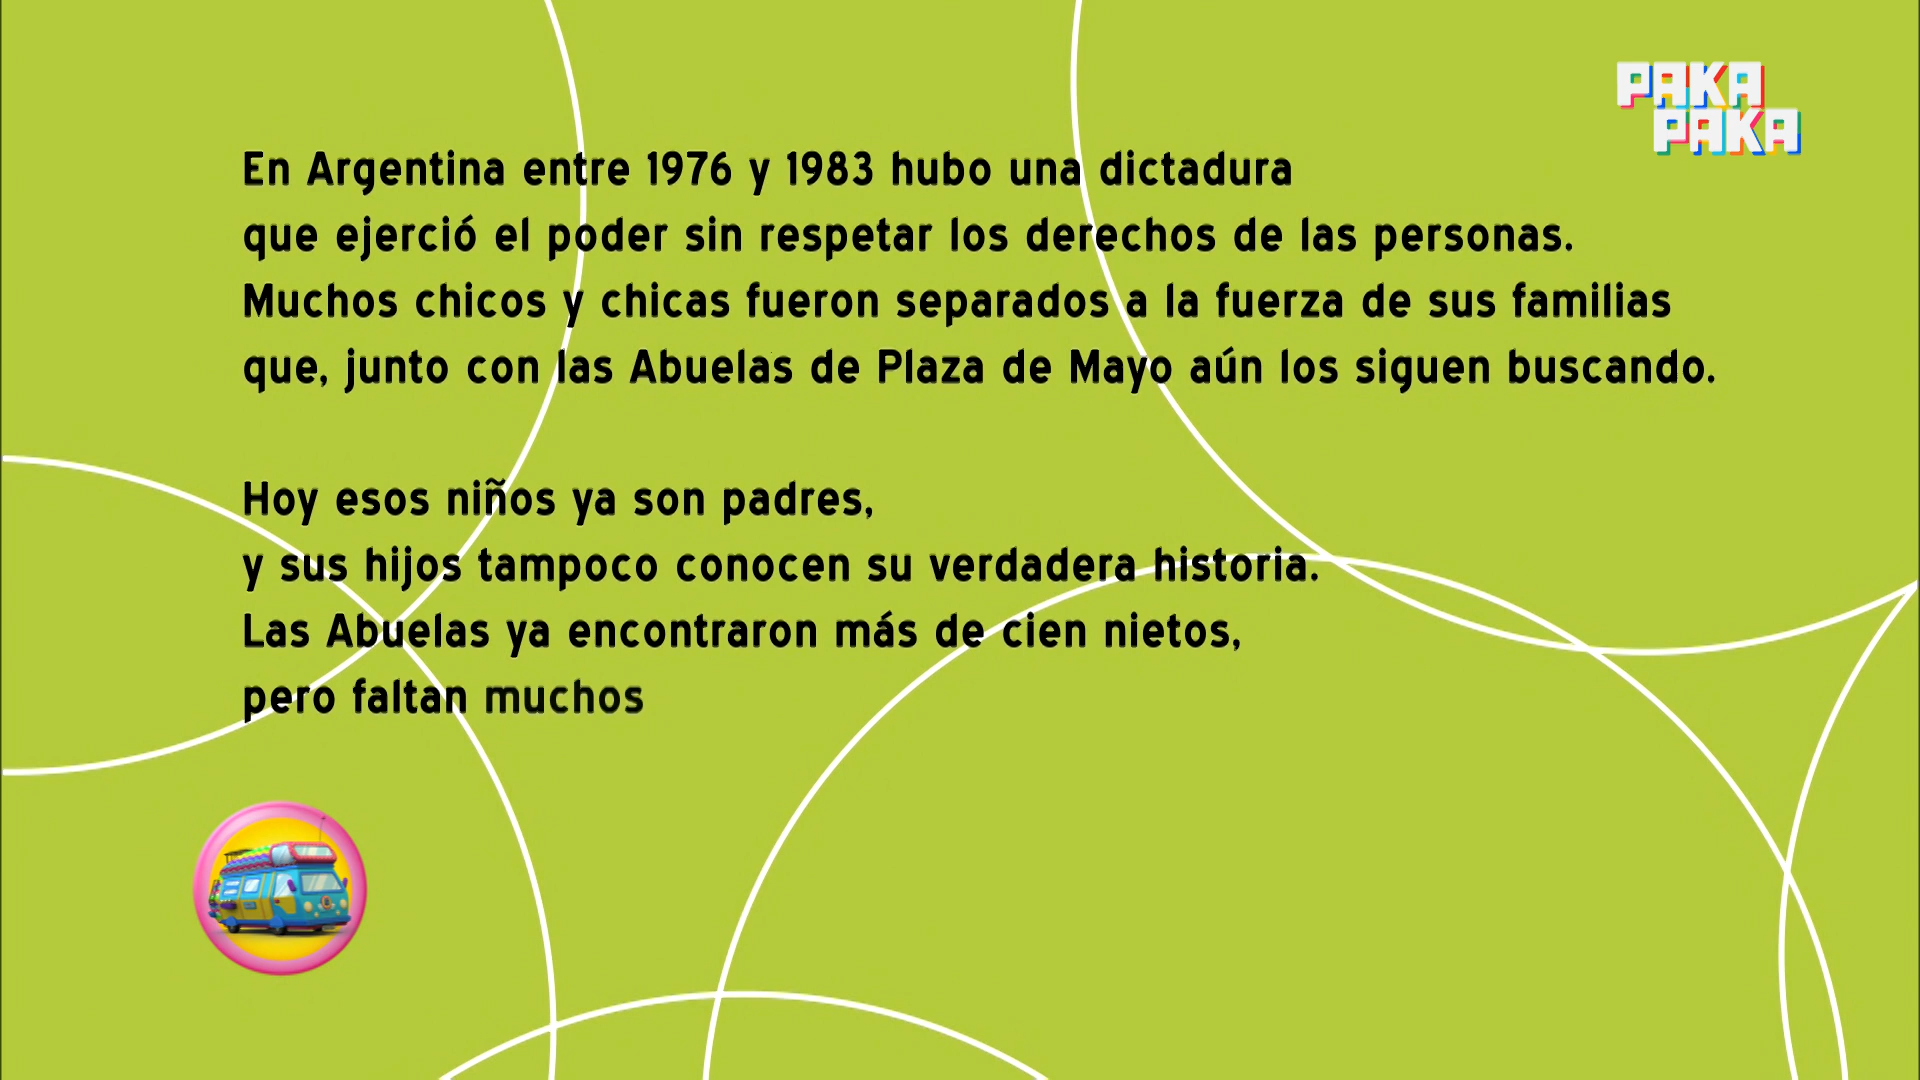 PAKA
PAKA
En Argentina entre 1976 y 1983 hubo una dictadura
que ejerció el poder sin respetar los derechos de las personas.
Muchos chicos y chicas fueron separados a la fuerza de sus familias
que, junto con las Abuelas de Plaza de Mayo aún los siguen buscando.
Hoy esos niños ya son padres,
y sus hijos tampoco conocen su verdadera historia.
Las Abuelas ya encontraron más de cien nietos,
pero faltan muchos